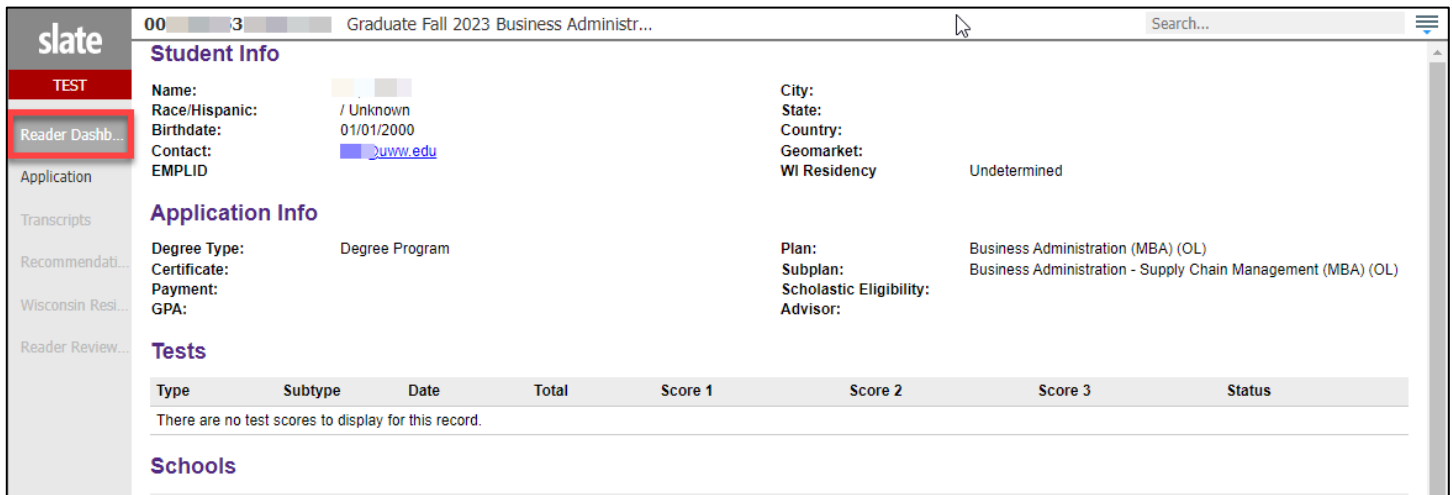 slate
TEST
Reader Dashb...
Application
Transcripts
Recommendati...
Wisconsin Resi...
Reader Review...
00 3 Graduate Fall 2023 Business Administr... Search...
Student Info
Name: City:
Race/Hispanic: / Unknown State:
Birthdate: 01/01/2000 Country:
Contact: @uww.edu Geomarket:
EMPLID WI Residency Undetermined
Application Info
Degree Type: Degree Program Plan: Business Administration (MBA) (OL)
Certificate: Subplan: Business Administration - Supply Chain Management (MBA) (OL)
Payment: Scholastic Eligibility:
GPA: Advisor:
Tests
Type Subtype Date Total Score 1 Score 2 Score 3 Status
There are no test scores to display for this record.
Schools